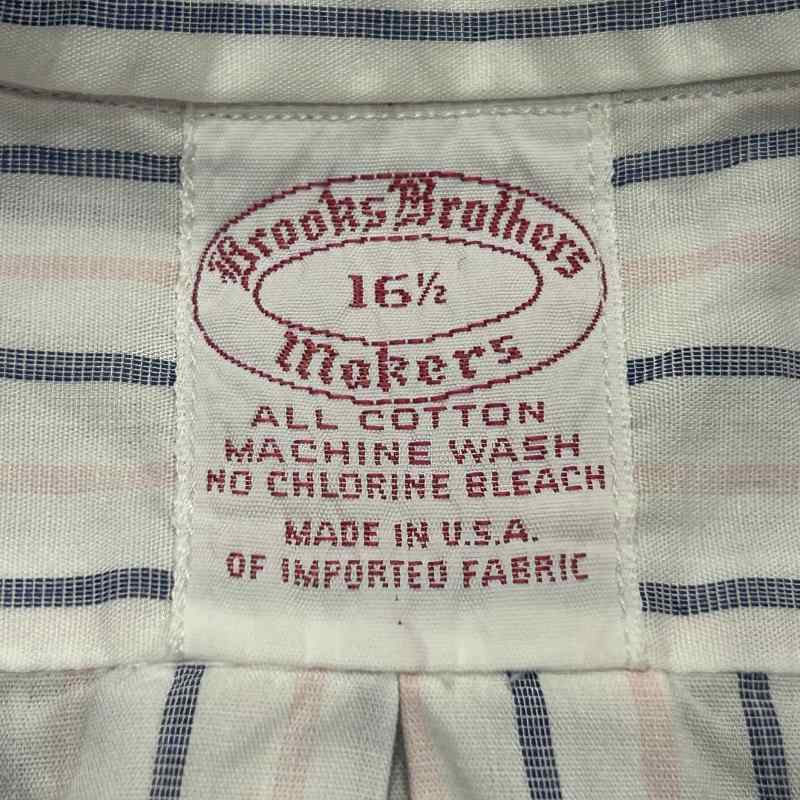 Brooks Brothers
16½
Makers
ALL COTTON
MACHINE WASH
NO CHLORINE BLEACH
MADE IN U.S.A.
OF IMPORTED FABRIC